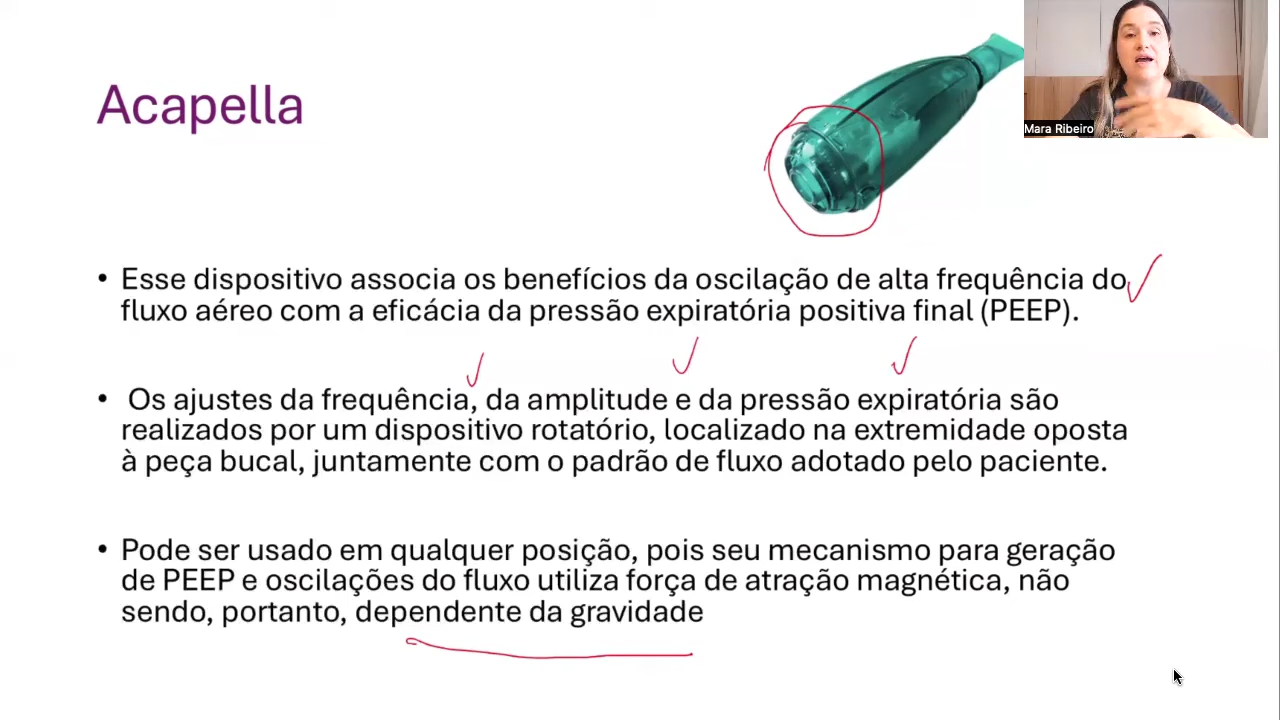 Acapella
Mara Ribeiro
• Esse dispositivo associa os benefícios da oscilação de alta frequência do
fluxo aéreo com a eficácia da pressão expiratória positiva final (PEEP).
• Os ajustes da frequência, da amplitude e da pressão expiratória são
realizados por um dispositivo rotatório, localizado na extremidade oposta
à peça bucal, juntamente com o padrão de fluxo adotado pelo paciente.
• Pode ser usado em qualquer posição, pois seu mecanismo para geração
de PEEP e oscilações do fluxo utiliza força de atração magnética, não
sendo, portanto, dependente da gravidade